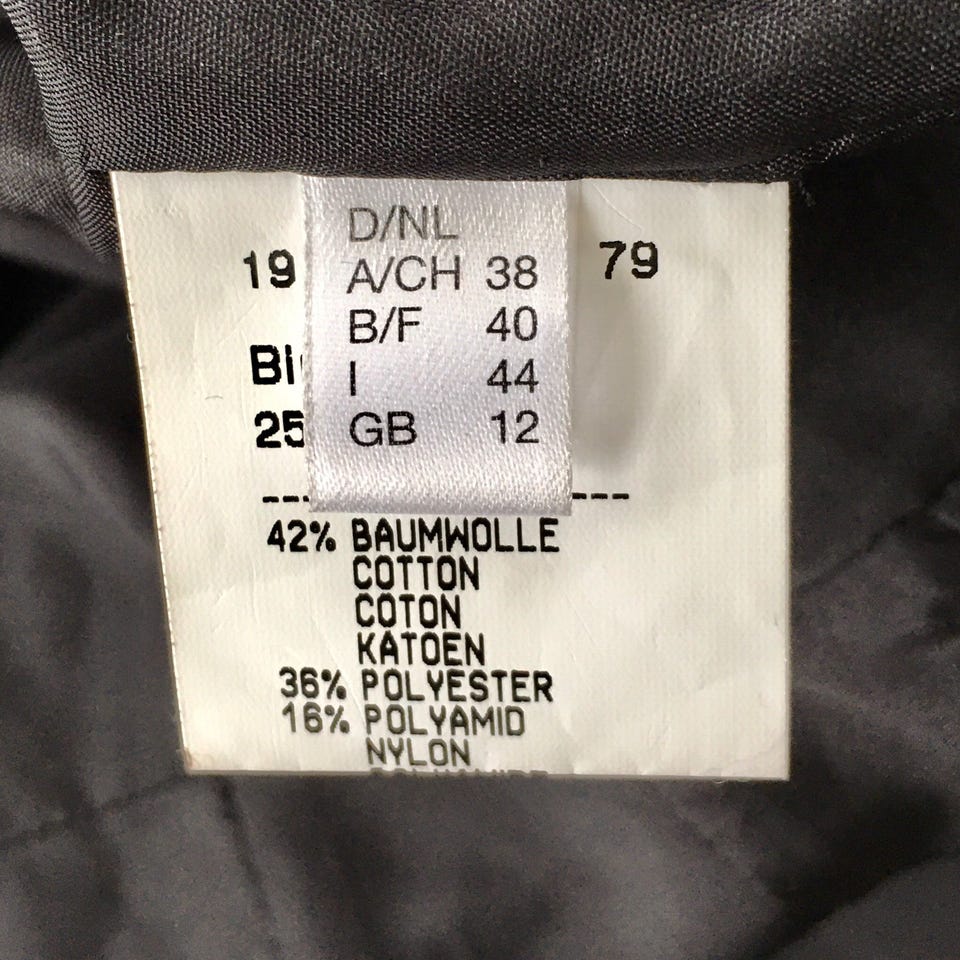 D/NL
A/CH 38
B/F 40
I 44
GB 12
19 79
25
42% BAUMWOLLE
COTTON
COTON
KATOEN
36% POLYESTER
16% POLYAMID
NYLON